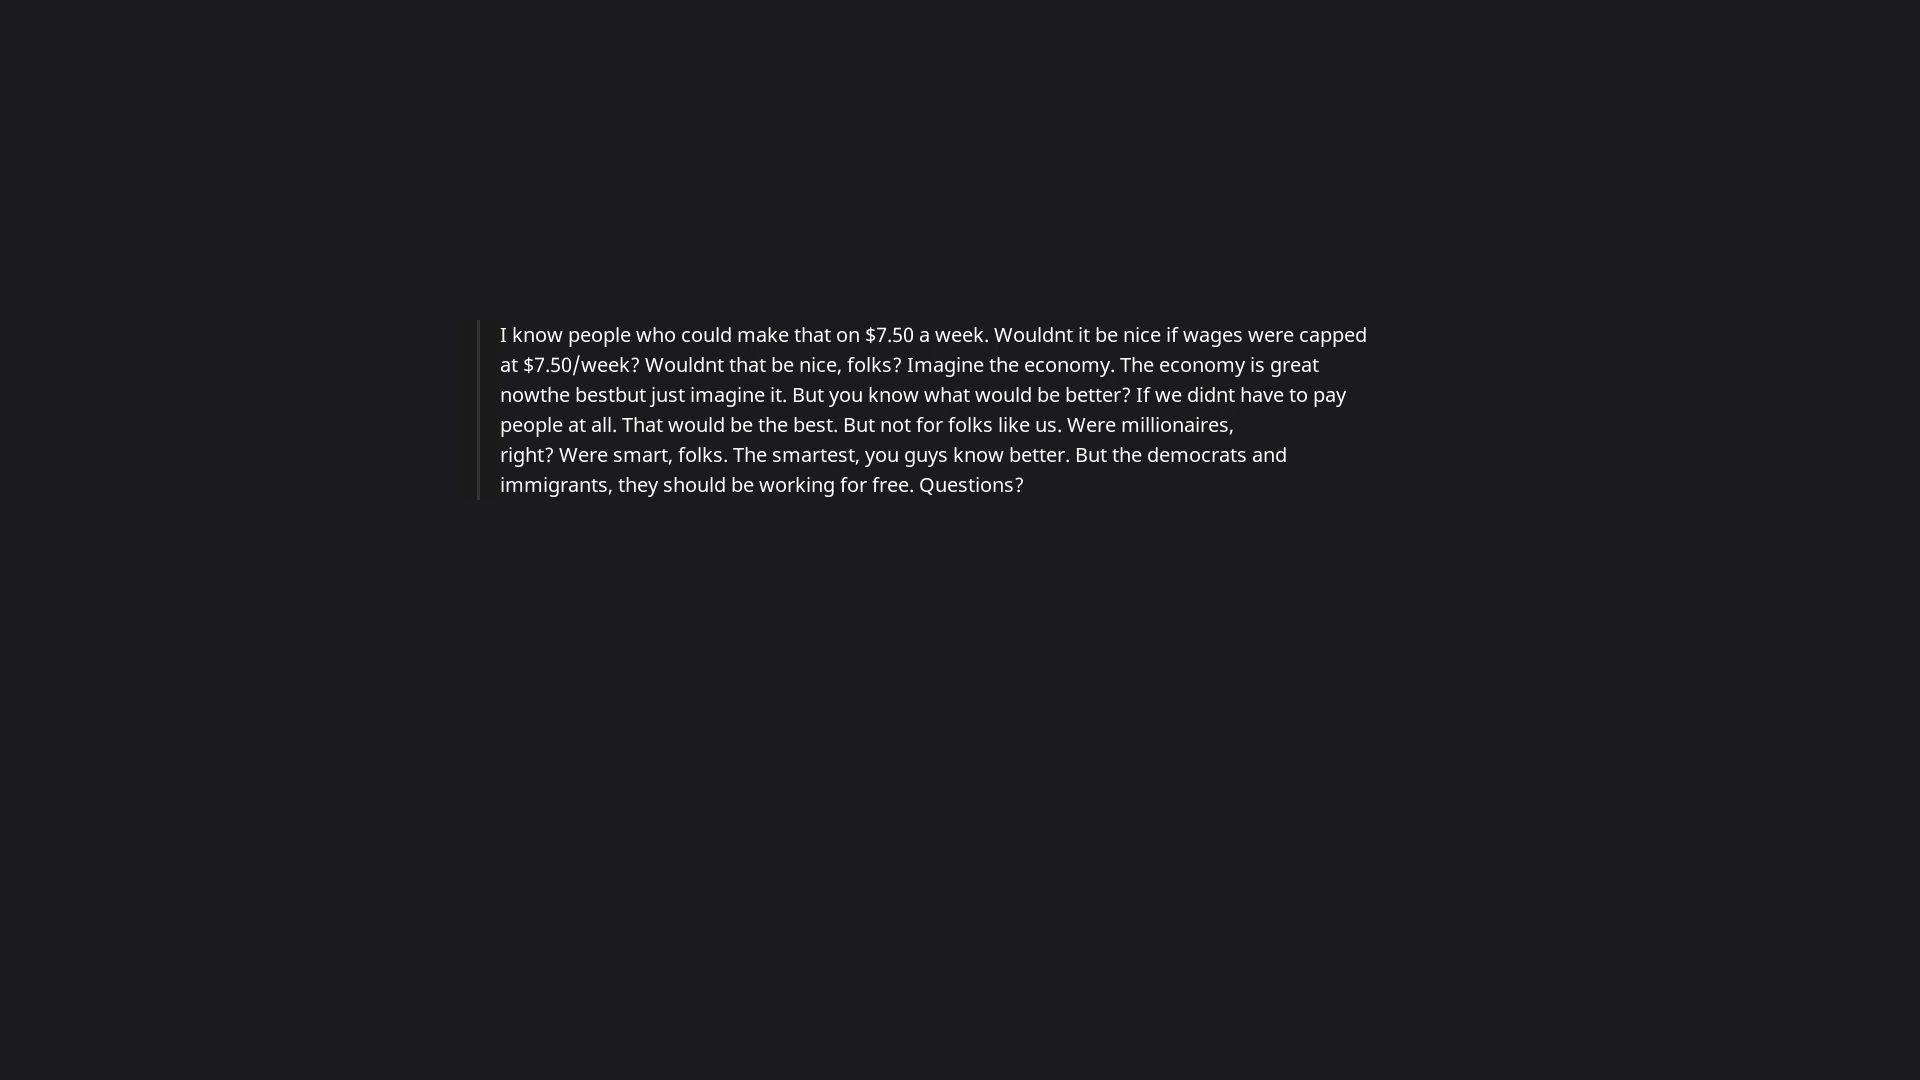 I know people who could make that on $7.50 a week. Wouldnt it be nice if wages were capped
at $7.50/week? Wouldnt that be nice, folks? Imagine the economy. The economy is great
nowthe bestbut just imagine it. But you know what would be better? If we didnt have to pay
people at all. That would be the best. But not for folks like us. Were millionaires,
right? Were smart, folks. The smartest, you guys know better. But the democrats and
immigrants, they should be working for free. Questions?